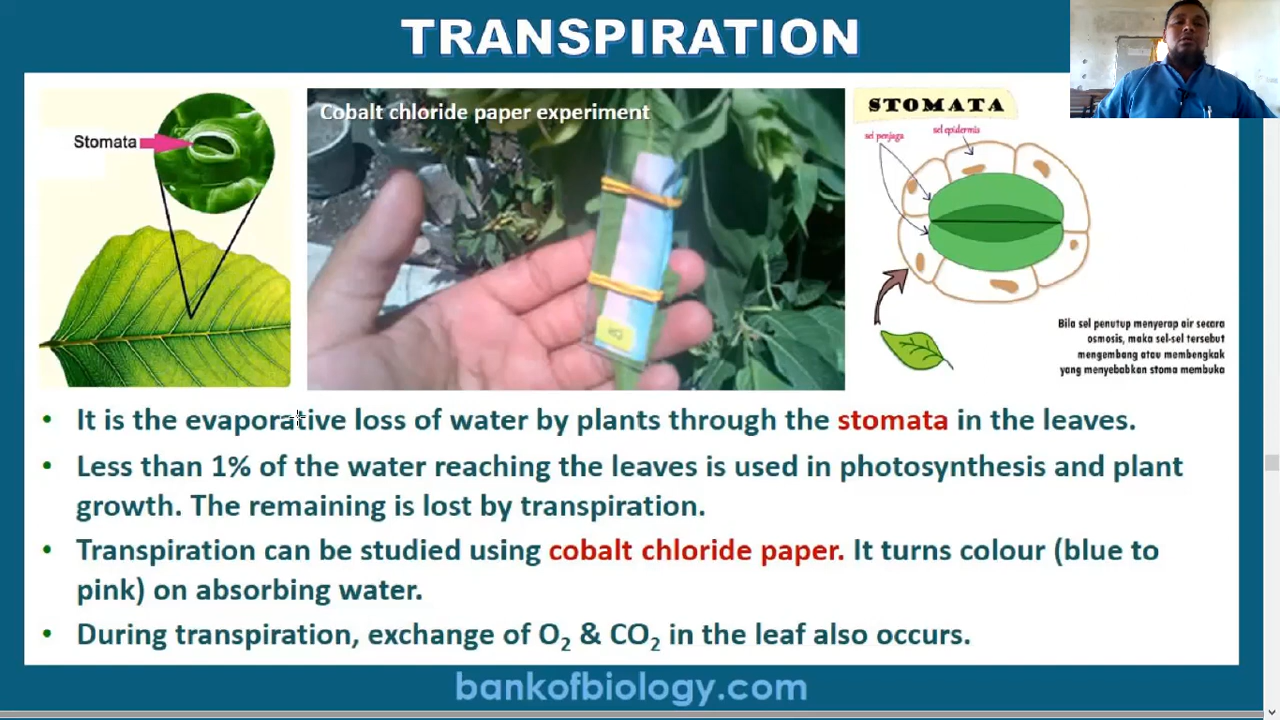 TRANSPIRATION
Stomata
Cobalt chloride paper experiment
STOMATA
sel penjaga
sel epidermis
Bila sel penutup menyerap air secara
osmosis, maka sel-sel tersebut
mengembang atau membengkak
yang menyebabkan stoma membuka
• It is the evaporative loss of water by plants through the stomata in the leaves.
• Less than 1% of the water reaching the leaves is used in photosynthesis and plant
growth. The remaining is lost by transpiration.
• Transpiration can be studied using cobalt chloride paper. It turns colour (blue to
pink) on absorbing water.
• During transpiration, exchange of O₂ & CO₂ in the leaf also occurs.
bankofbiology.com